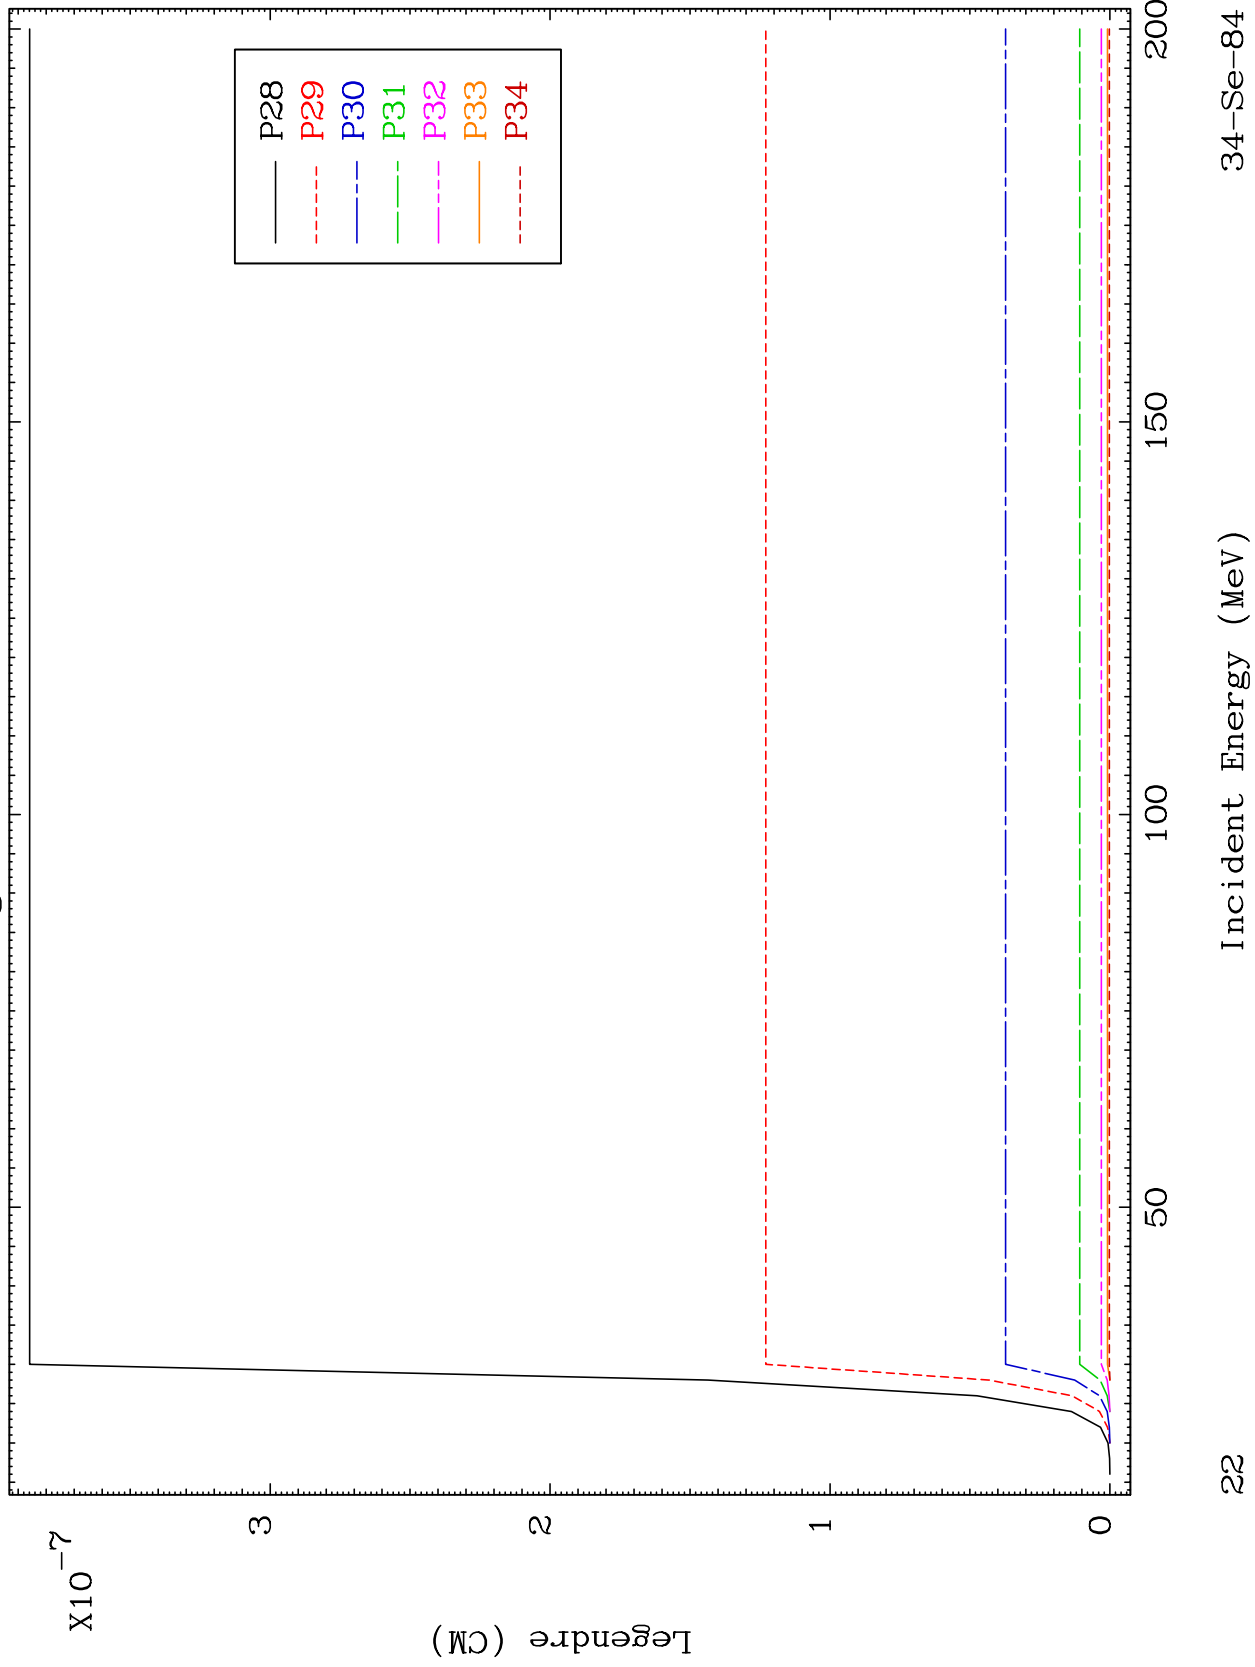 X10-7
3
2
1
0
Legendre (CM)
P28
P29
P30
P31
P32
P33
P34
50
100
150
200
22
Incident Energy (MeV)
34-Se-84